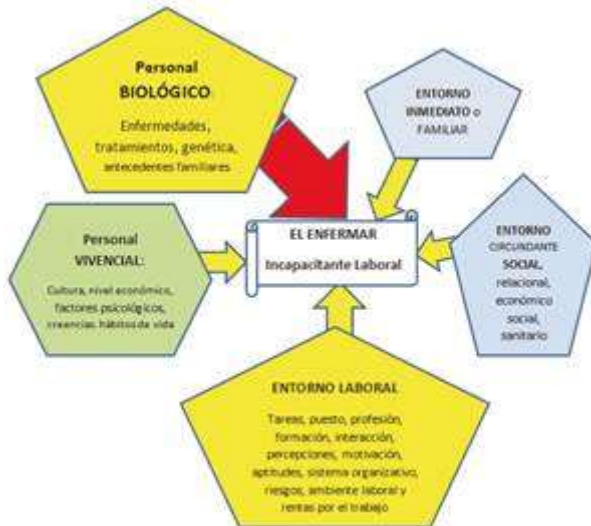 Personal
BIOLÓGICO:
Enfermedades,
tratamientos, genética,
antecedentes familiares
ENTORNO
INMEDIATO o
FAMILIAR
EL ENFERMAR
Incapacitante Laboral
Personal
VIVENCIAL:
Cultura, nivel económico,
factores psicológicos,
creencias, hábitos de vida
ENTORNO
CIRCUNDANTE
SOCIAL,
relacional,
económico
social,
sanitario
ENTORNO LABORAL
Tareas, puesto, profesión,
formación, interacción,
percepciones, motivación,
aptitudes, sistema organizativo,
riesgos, ambiente laboral y
rentas por el trabajo